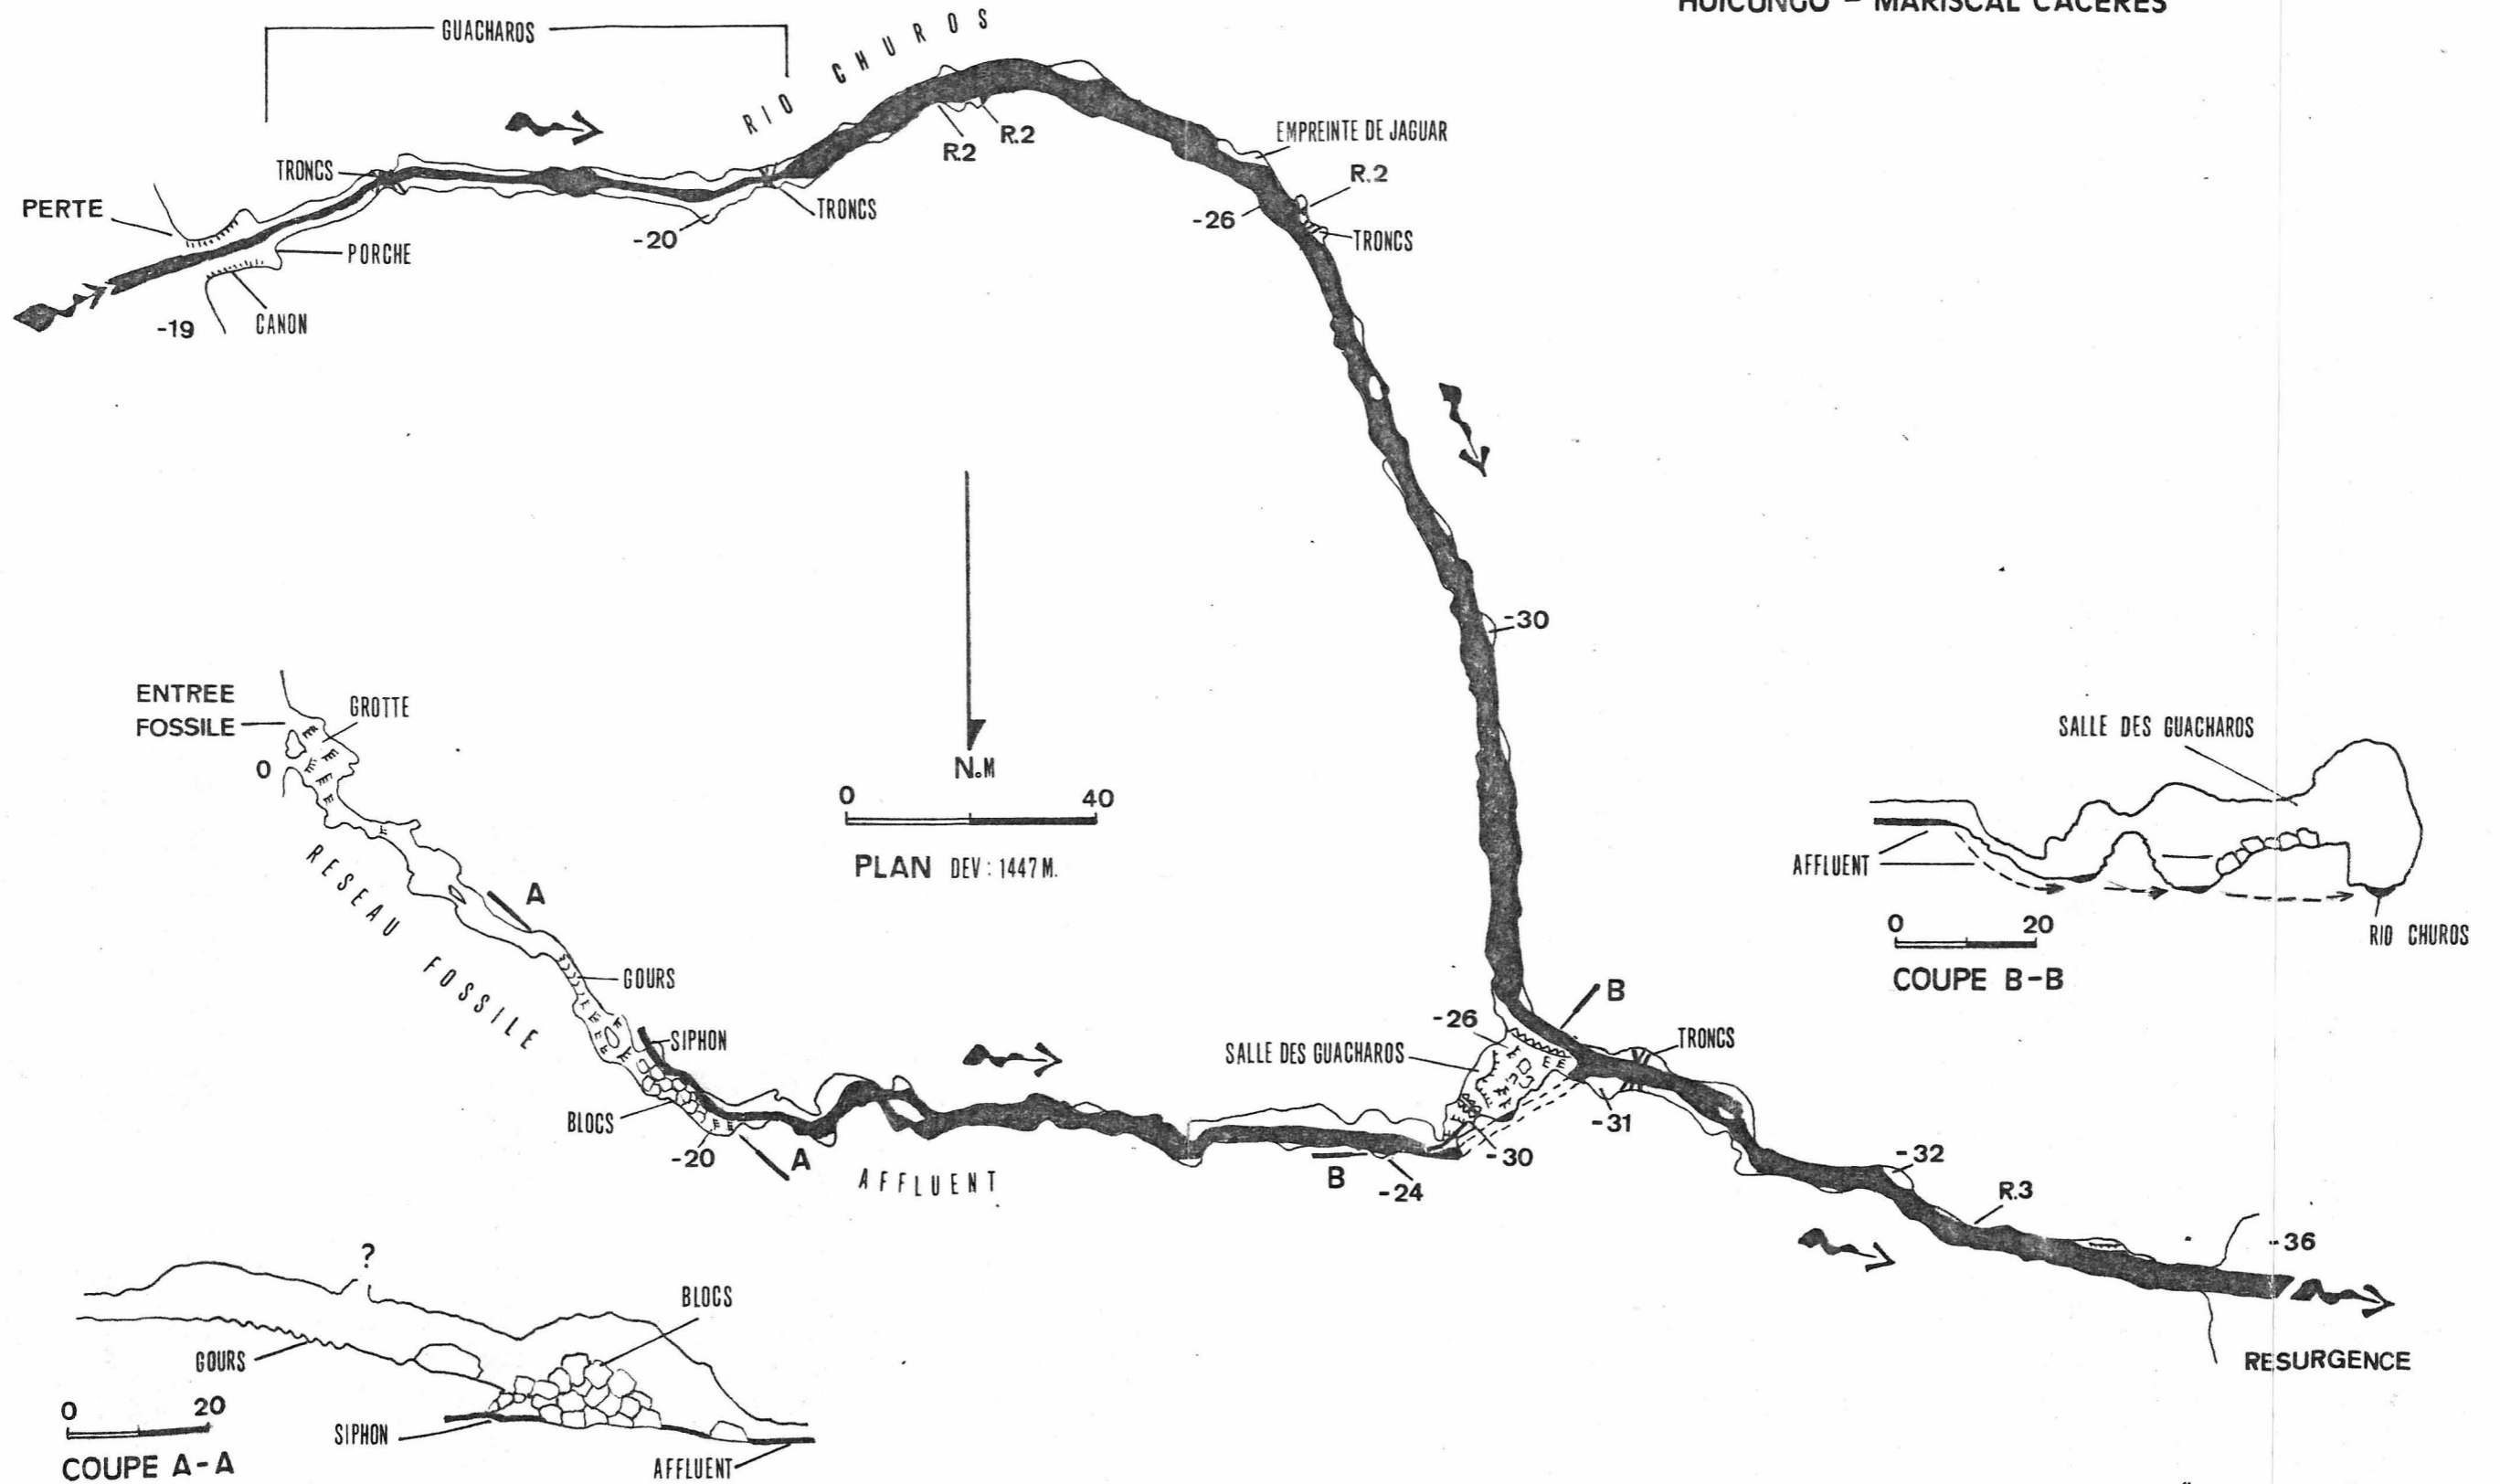 HUICUNGO - MARISCAL CACERES
GUACHAROS
RIO CHUROS
TRONCS
PERTE
PORCHE
CANON
-19
-20
TRONCS
R.2
R.2
EMPREINTE DE JAGUAR
R.2
-26
TRONCS
-30
N.M
0 40
PLAN DEV : 1447 M.
ENTREE
FOSSILE
GROTTE
0
RESEAU FOSSILE
A
GOURS
SIPHON
BLOCS
-20
A
AFFLUENT
SALLE DES GUACHAROS
-26
B
TRONCS
-31
-30
B
-24
-32
R.3
-36
RESURGENCE
SALLE DES GUACHAROS
AFFLUENT
RIO CHUROS
0 20
COUPE B-B
?
BLOCS
GOURS
0 20
SIPHON
AFFLUENT
COUPE A-A